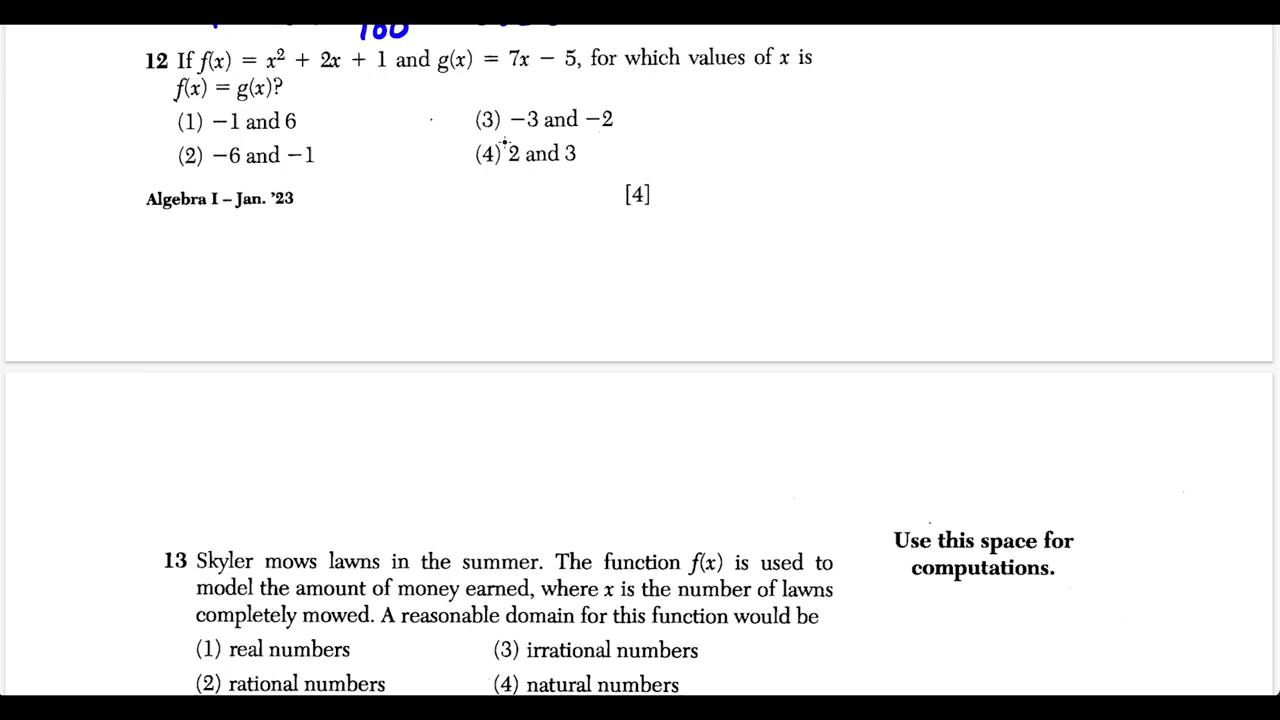 100
12 If f(x) = x² + 2x + 1 and g(x) = 7x − 5, for which values of x is
f(x) = g(x)?
(1) −1 and 6
(3) −3 and −2
(2) −6 and −1
(4) 2 and 3
Algebra I – Jan. ’23
[4]
Use this space for
computations.
13 Skyler mows lawns in the summer. The function f(x) is used to
model the amount of money earned, where x is the number of lawns
completely mowed. A reasonable domain for this function would be
(1) real numbers
(3) irrational numbers
(2) rational numbers
(4) natural numbers